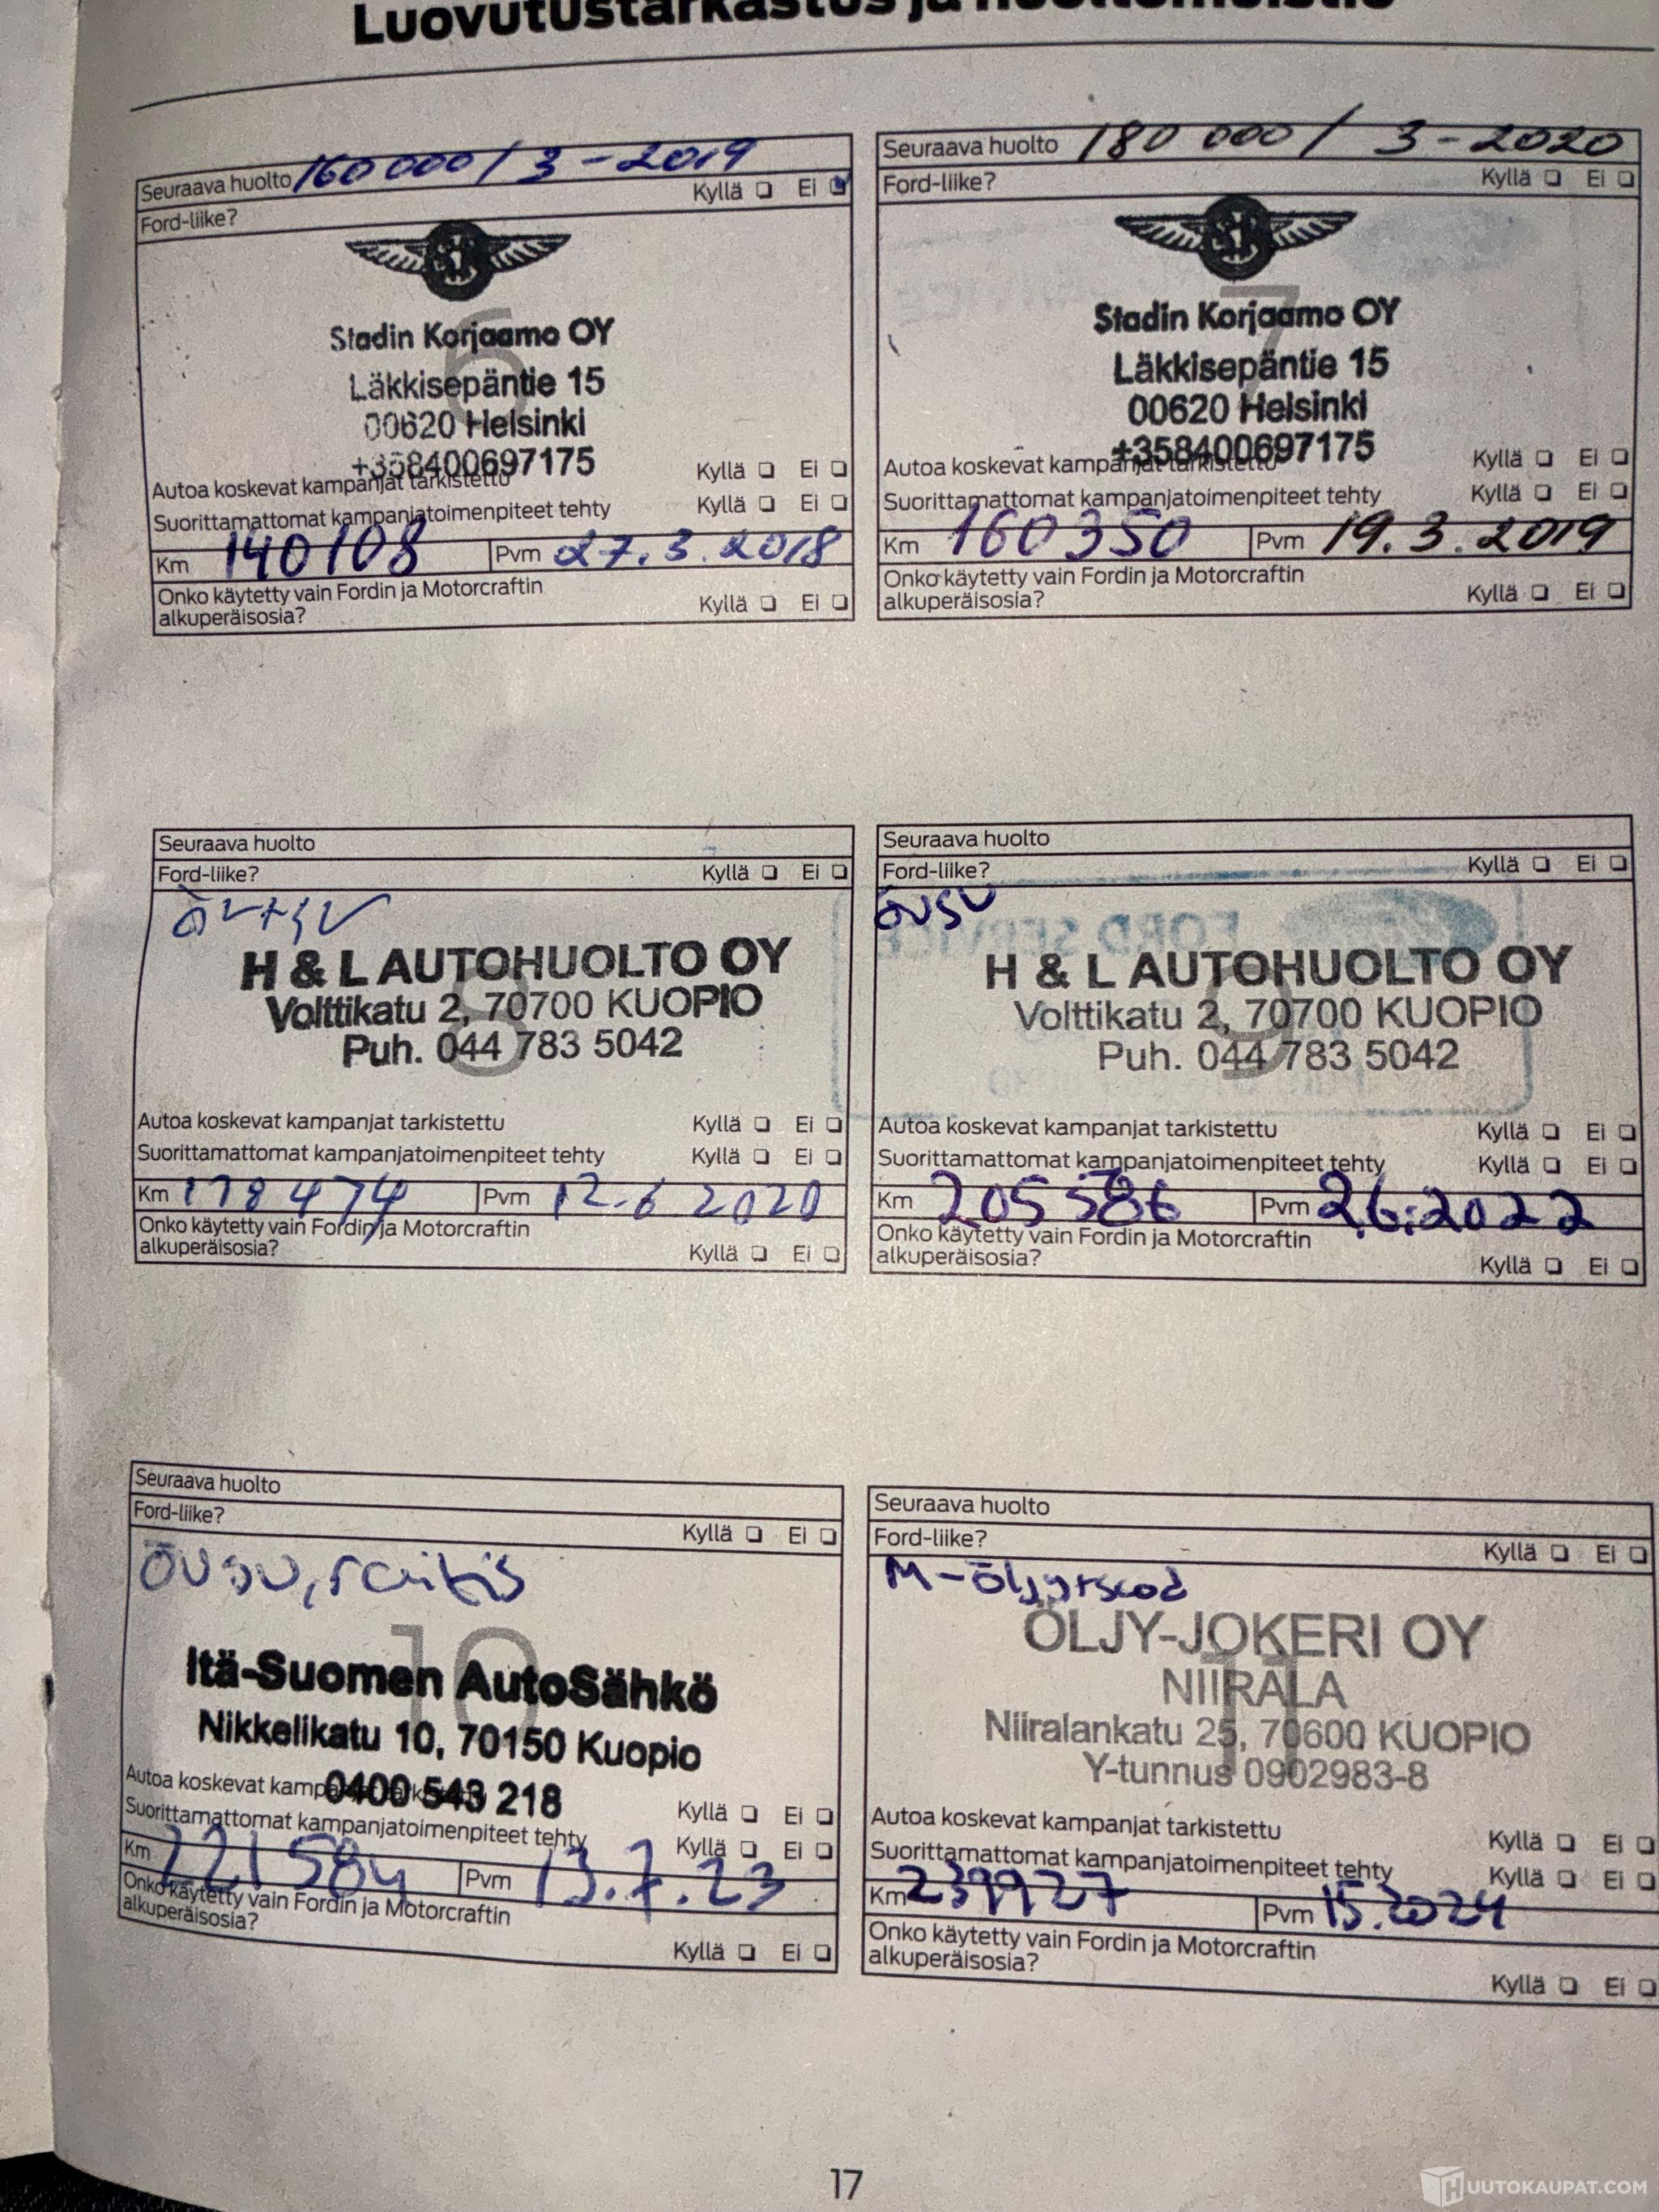 Luovutustarkastus ja huoltomuistio
Seuraava huolto 160 000 / 3 - 2019
Ford-liike? Kyllä Ei
Stadin Korjaamo OY
6
Läkkisepäntie 15
00620 Helsinki
+358400697175
Autoa koskevat kampanjat tarkistettu Kyllä Ei
Suorittamattomat kampanjatoimenpiteet tehty Kyllä Ei
Km 140108 Pvm 27.3.2018
Onko käytetty vain Fordin ja Motorcraftin
alkuperäisosia? Kyllä Ei
Seuraava huolto 180 000 / 3 - 2020
Ford-liike? Kyllä Ei
7
Stadin Korjaamo OY
Läkkisepäntie 15
00620 Helsinki
+358400697175
Autoa koskevat kampanjat tarkistettu Kyllä Ei
Suorittamattomat kampanjatoimenpiteet tehty Kyllä Ei
Km 160350 Pvm 19.3.2019
Onko käytetty vain Fordin ja Motorcraftin
alkuperäisosia? Kyllä Ei
Seuraava huolto
Ford-liike? Kyllä Ei
H & L AUTOHUOLTO OY
8
Volttikatu 2, 70700 KUOPIO
Puh. 044 783 5042
Autoa koskevat kampanjat tarkistettu Kyllä Ei
Suorittamattomat kampanjatoimenpiteet tehty Kyllä Ei
Km 178474 Pvm 12.6 2020
Onko käytetty vain Fordin ja Motorcraftin
alkuperäisosia? Kyllä Ei
Seuraava huolto
Ford-liike? Kyllä Ei
FORD SERVICE
H & L AUTOHUOLTO OY
9
Volttikatu 2, 70700 KUOPIO
Puh. 044 783 5042
Autoa koskevat kampanjat tarkistettu Kyllä Ei
Suorittamattomat kampanjatoimenpiteet tehty Kyllä Ei
Km 205586 Pvm 2.6.2022
Onko käytetty vain Fordin ja Motorcraftin
alkuperäisosia? Kyllä Ei
Seuraava huolto
Ford-liike? Kyllä Ei
10
Itä-Suomen AutoSähkö
Nikkelikatu 10, 70150 Kuopio
0400 543 218
Autoa koskevat kampanjat tarkistettu Kyllä Ei
Suorittamattomat kampanjatoimenpiteet tehty Kyllä Ei
Km 221584 Pvm 13.7.23
Onko käytetty vain Fordin ja Motorcraftin
alkuperäisosia? Kyllä Ei
Seuraava huolto
Ford-liike? Kyllä Ei
ÖLJY-JOKERI OY
11
NIIRALA
Niiralankatu 25, 70600 KUOPIO
Y-tunnus 0902983-8
Autoa koskevat kampanjat tarkistettu Kyllä Ei
Suorittamattomat kampanjatoimenpiteet tehty Kyllä Ei
Km 239927 Pvm 15.2024
Onko käytetty vain Fordin ja Motorcraftin
alkuperäisosia? Kyllä Ei
17
HUUTOKAUPAT.COM